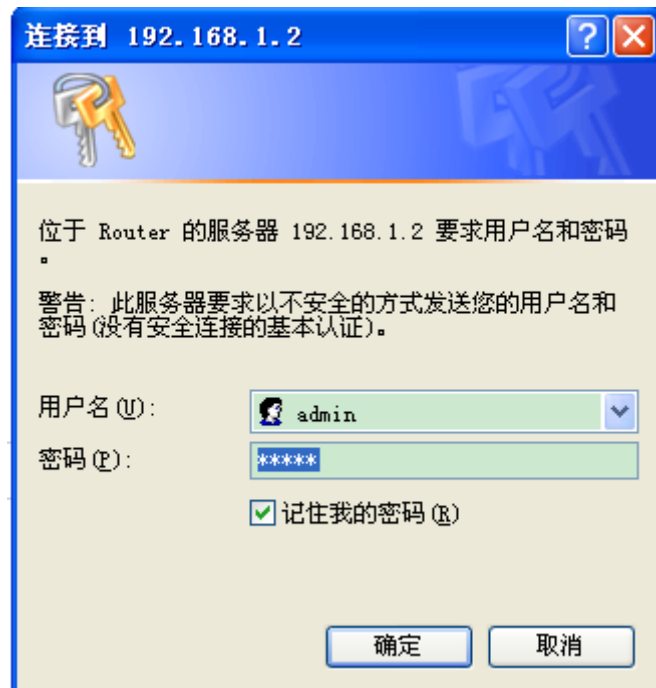 连接到 192.168.1.2
位于 Router 的服务器 192.168.1.2 要求用户名和密码
。
警告: 此服务器要求以不安全的方式发送您的用户名和
密码(没有安全连接的基本认证)。
用户名(U):
admin
密码(P):
*****
记住我的密码(R)
确定 取消